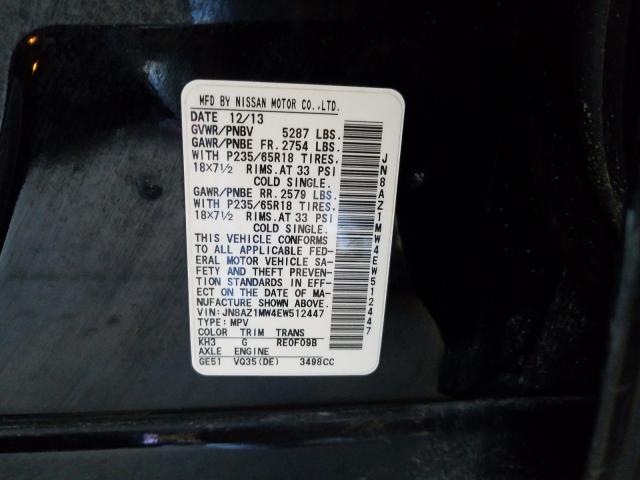 MFD BY NISSAN MOTOR CO.,LTD.
DATE 12/13
GVWR/PNBV 5287 LBS.
GAWR/PNBE FR. 2754 LBS.
WITH P235/65R18 TIRES,
18×7½ RIMS. AT 33 PSI
COLD SINGLE.
GAWR/PNBE RR. 2579 LBS.
WITH P235/65R18 TIRES,
18×7½ RIMS. AT 33 PSI
COLD SINGLE.
THIS VEHICLE CONFORMS
TO ALL APPLICABLE FED-
ERAL MOTOR VEHICLE SA-
FETY AND THEFT PREVEN-
TION STANDARDS IN EFF-
ECT ON THE DATE OF MA-
NUFACTURE SHOWN ABOVE.
VIN: JN8AZ1MW4EW512447
TYPE: MPV
COLOR TRIM TRANS
KH3 G RE0F09B
AXLE ENGINE
GE51 VQ35(DE) 3498CC
JN8AZ1MW4EW512447